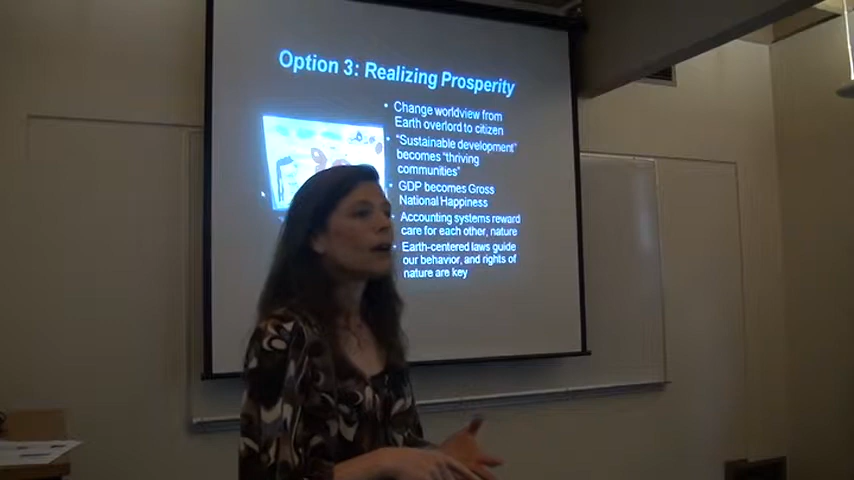 Option 3: Realizing Prosperity
• Change worldview from
Earth overlord to citizen
• "Sustainable development"
becomes "thriving
communities"
• GDP becomes Gross
National Happiness
• Accounting systems reward
care for each other, nature
• Earth-centered laws guide
our behavior, and rights of
nature are key